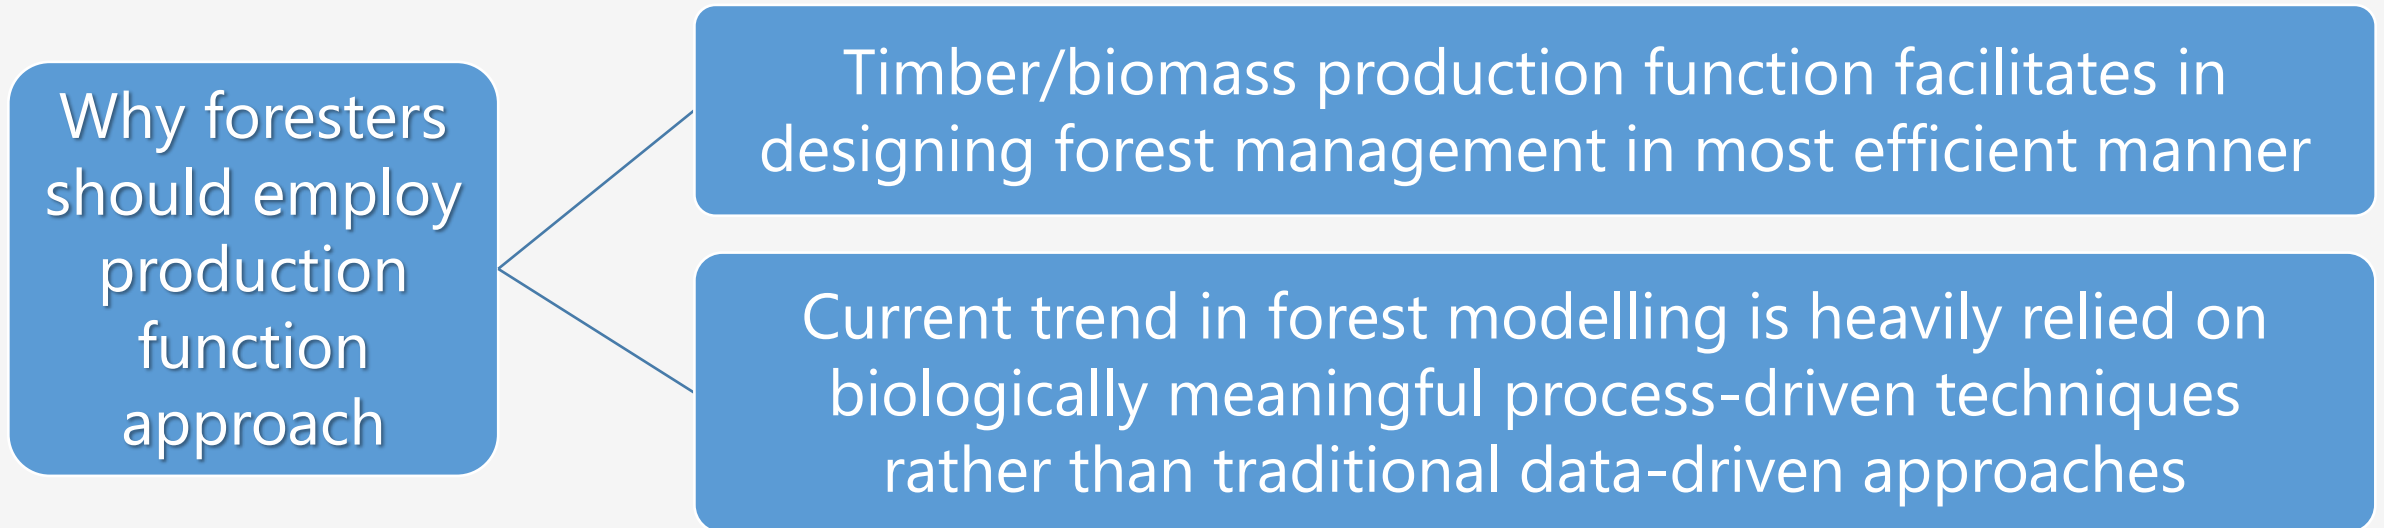 Why foresters
should employ
production
function
approach
Timber/biomass production function facilitates in
designing forest management in most efficient manner
Current trend in forest modelling is heavily relied on
biologically meaningful process-driven techniques
rather than traditional data-driven approaches